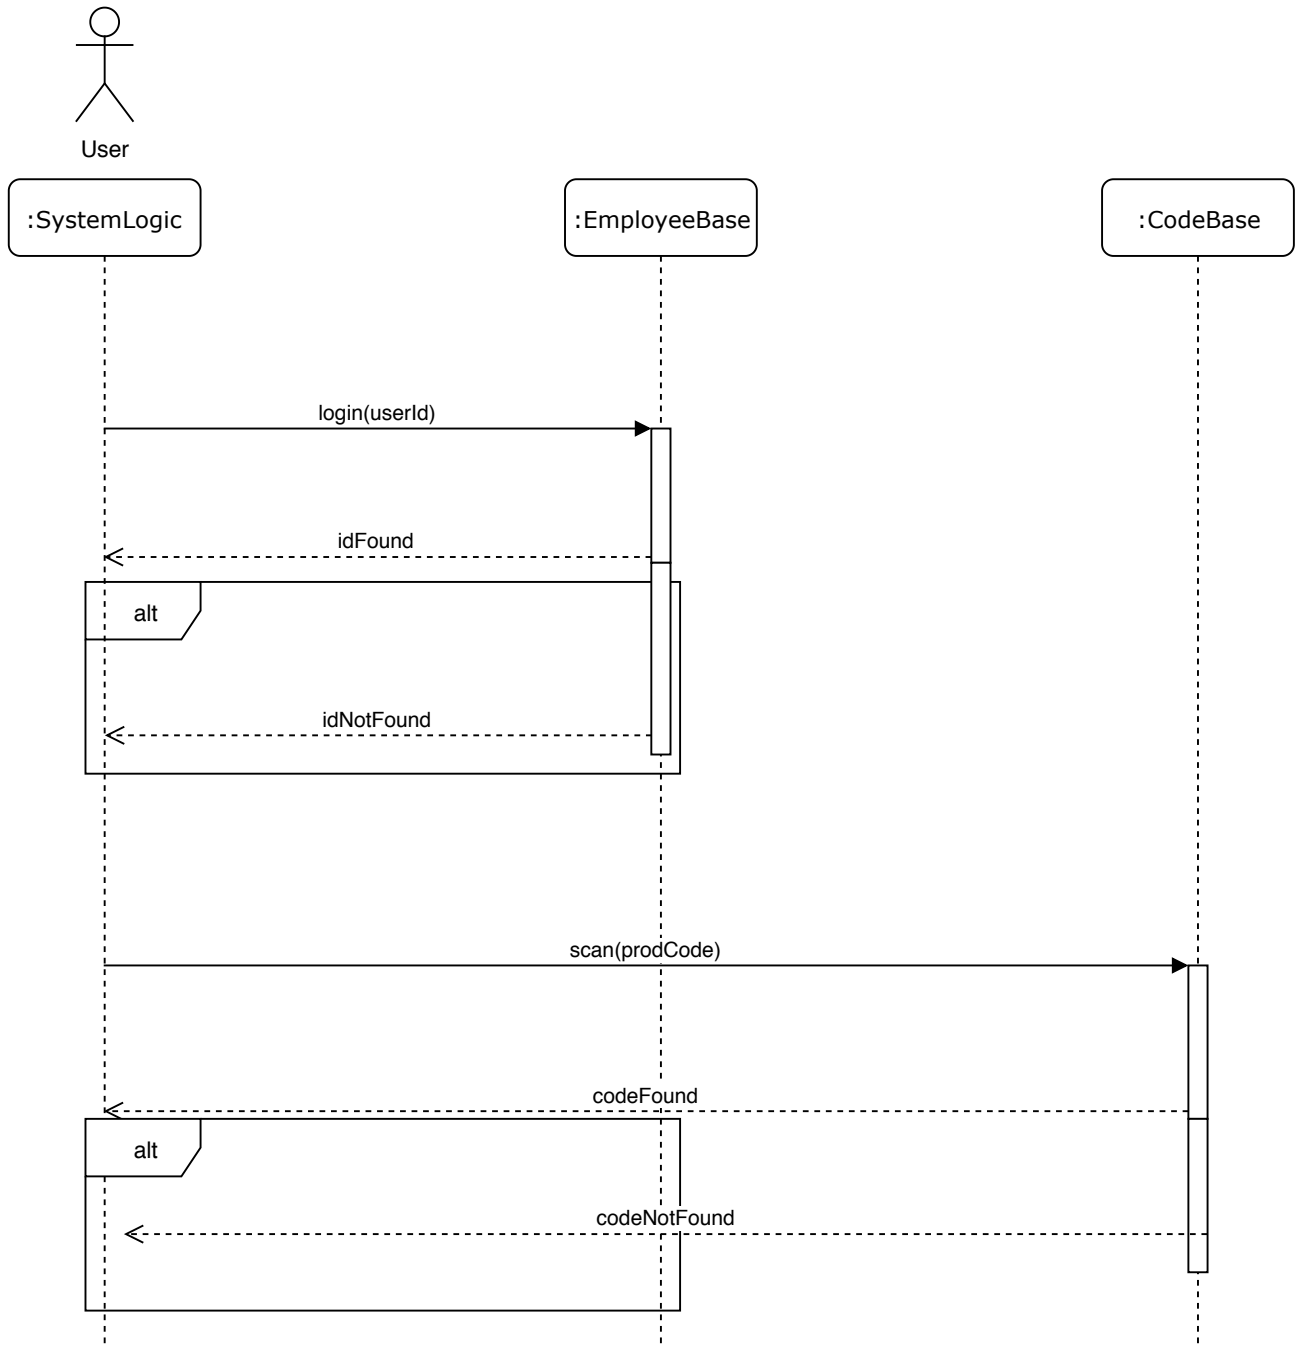 User
:SystemLogic
:EmployeeBase
:CodeBase
login(userId)
idFound
alt
idNotFound
scan(prodCode)
codeFound
alt
codeNotFound